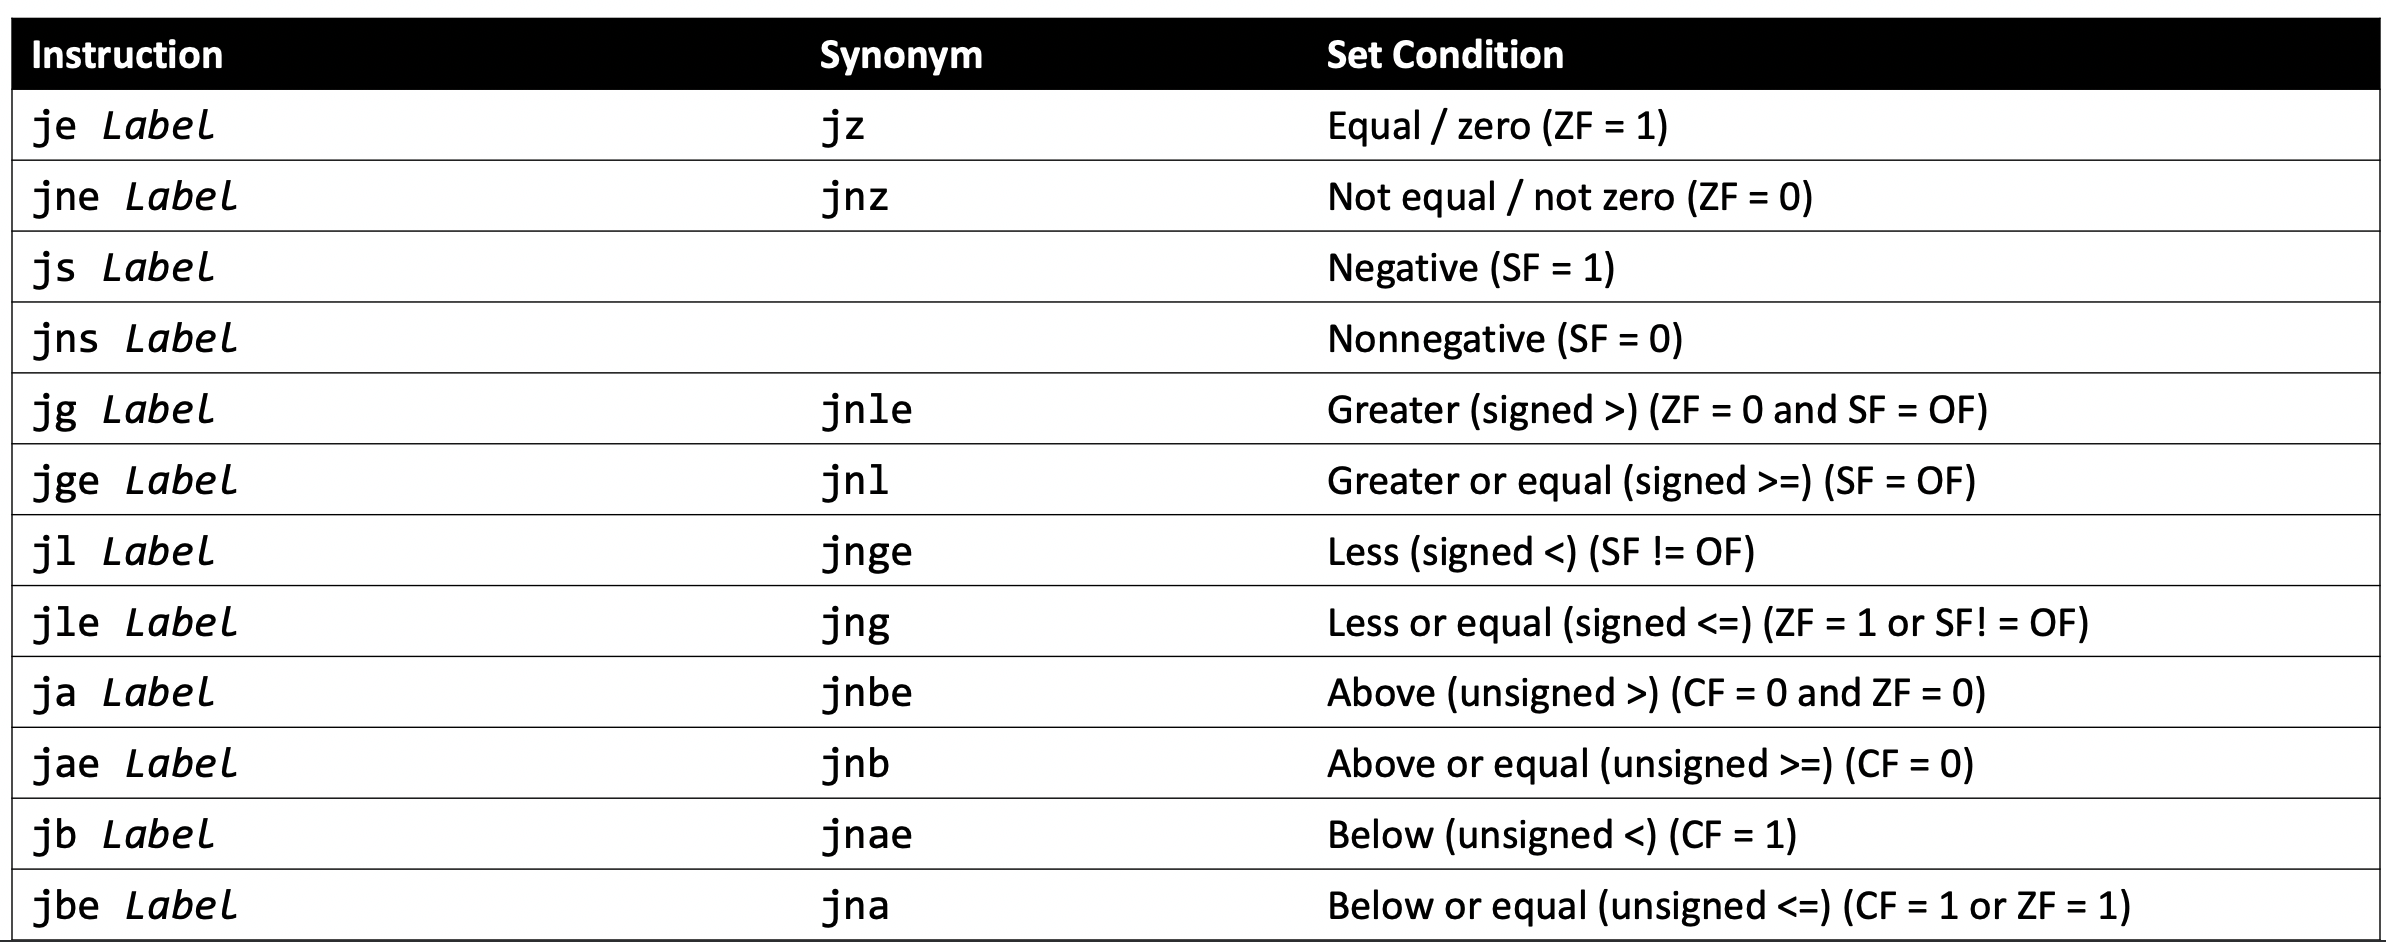 Instruction Synonym Set Condition
je Label jz Equal / zero (ZF = 1)
jne Label jnz Not equal / not zero (ZF = 0)
js Label Negative (SF = 1)
jns Label Nonnegative (SF = 0)
jg Label jnle Greater (signed >) (ZF = 0 and SF = OF)
jge Label jnl Greater or equal (signed >=) (SF = OF)
jl Label jnge Less (signed <) (SF != OF)
jle Label jng Less or equal (signed <=) (ZF = 1 or SF! = OF)
ja Label jnbe Above (unsigned >) (CF = 0 and ZF = 0)
jae Label jnb Above or equal (unsigned >=) (CF = 0)
jb Label jnae Below (unsigned <) (CF = 1)
jbe Label jna Below or equal (unsigned <=) (CF = 1 or ZF = 1)